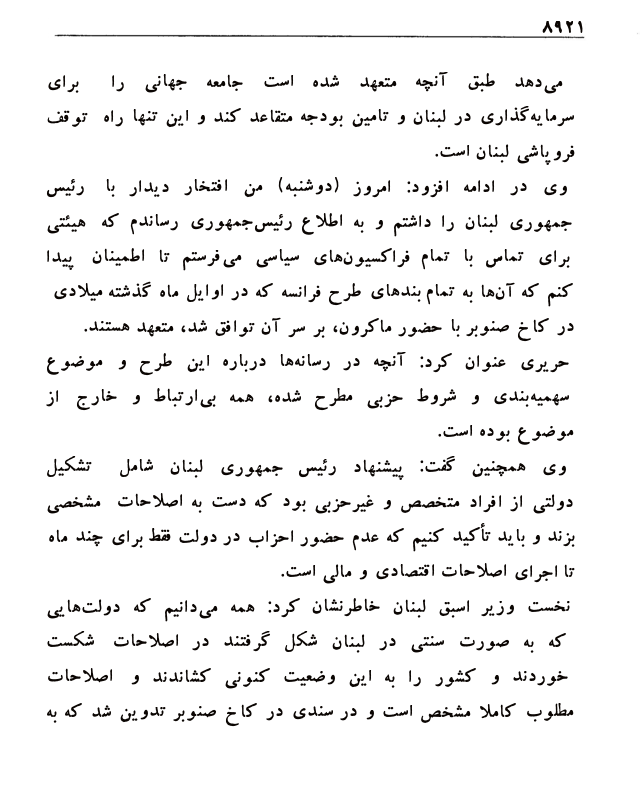 ۸۹۲۱
می‌دهد طبق آنچه متعهد شده است جامعه جهانی را برای
سرمایه‌گذاری در لبنان و تامین بودجه متقاعد کند و این تنها راه توقف
فروپاشی لبنان است.
وی در ادامه افزود: امروز (دوشنبه) من افتخار دیدار با رئیس
جمهوری لبنان را داشتم و به اطلاع رئیس‌جمهوری رساندم که هیئتی
برای تماس با تمام فراکسیون‌های سیاسی می‌فرستم تا اطمینان پیدا
کنم که آن‌ها به تمام بندهای طرح فرانسه که در اوایل ماه گذشته میلادی
در کاخ صنوبر با حضور ماکرون، بر سر آن توافق شد، متعهد هستند.
حریری عنوان کرد: آنچه در رسانه‌ها درباره این طرح و موضوع
سهمیه‌بندی و شروط حزبی مطرح شده، همه بی‌ارتباط و خارج از
موضوع بوده است.
وی همچنین گفت: پیشنهاد رئیس جمهوری لبنان شامل تشکیل
دولتی از افراد متخصص و غیرحزبی بود که دست به اصلاحات مشخصی
بزند و باید تأکید کنیم که عدم حضور احزاب در دولت فقط برای چند ماه
تا اجرای اصلاحات اقتصادی و مالی است.
نخست وزیر اسبق لبنان خاطرنشان کرد: همه می‌دانیم که دولت‌هایی
که به صورت سنتی در لبنان شکل گرفتند در اصلاحات شکست
خوردند و کشور را به این وضعیت کنونی کشاندند و اصلاحات
مطلوب کاملا مشخص است و در سندی در کاخ صنوبر تدوین شد که به